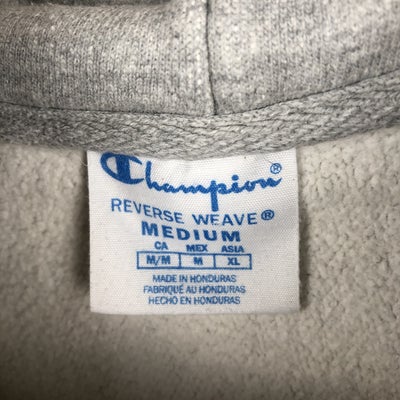 Champion®
REVERSE WEAVE®
MEDIUM
CA MEX ASIA
M/M M XL
MADE IN HONDURAS
FABRIQUÉ AU HONDURAS
HECHO EN HONDURAS